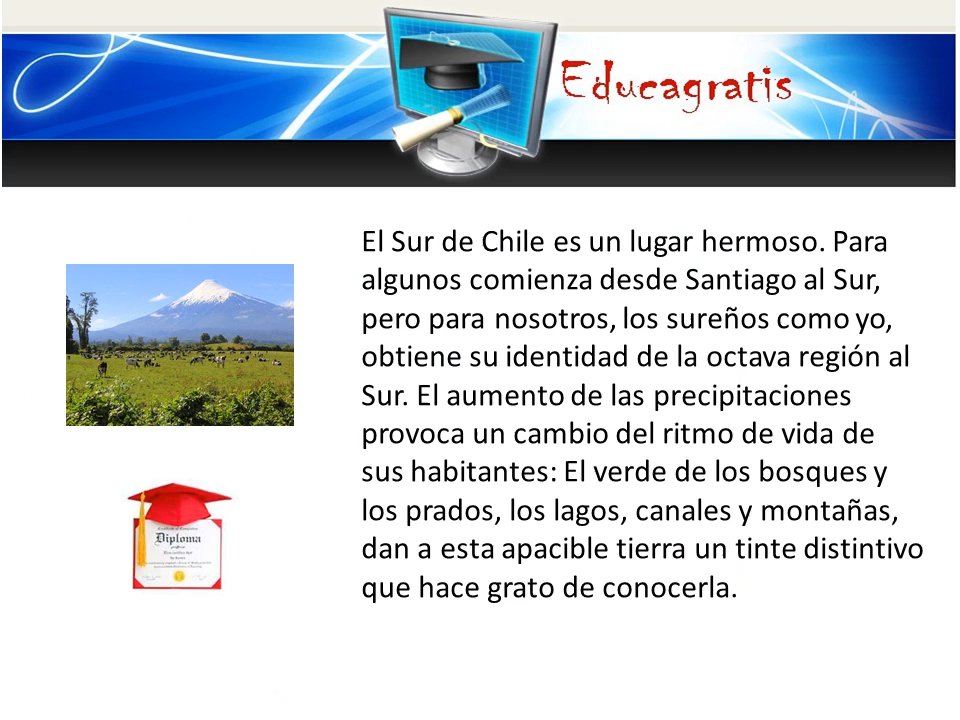 Educagratis
El Sur de Chile es un lugar hermoso. Para
algunos comienza desde Santiago al Sur,
pero para nosotros, los sureños como yo,
obtiene su identidad de la octava región al
Sur. El aumento de las precipitaciones
provoca un cambio del ritmo de vida de
sus habitantes: El verde de los bosques y
los prados, los lagos, canales y montañas,
dan a esta apacible tierra un tinte distintivo
que hace grato de conocerla.
Diploma